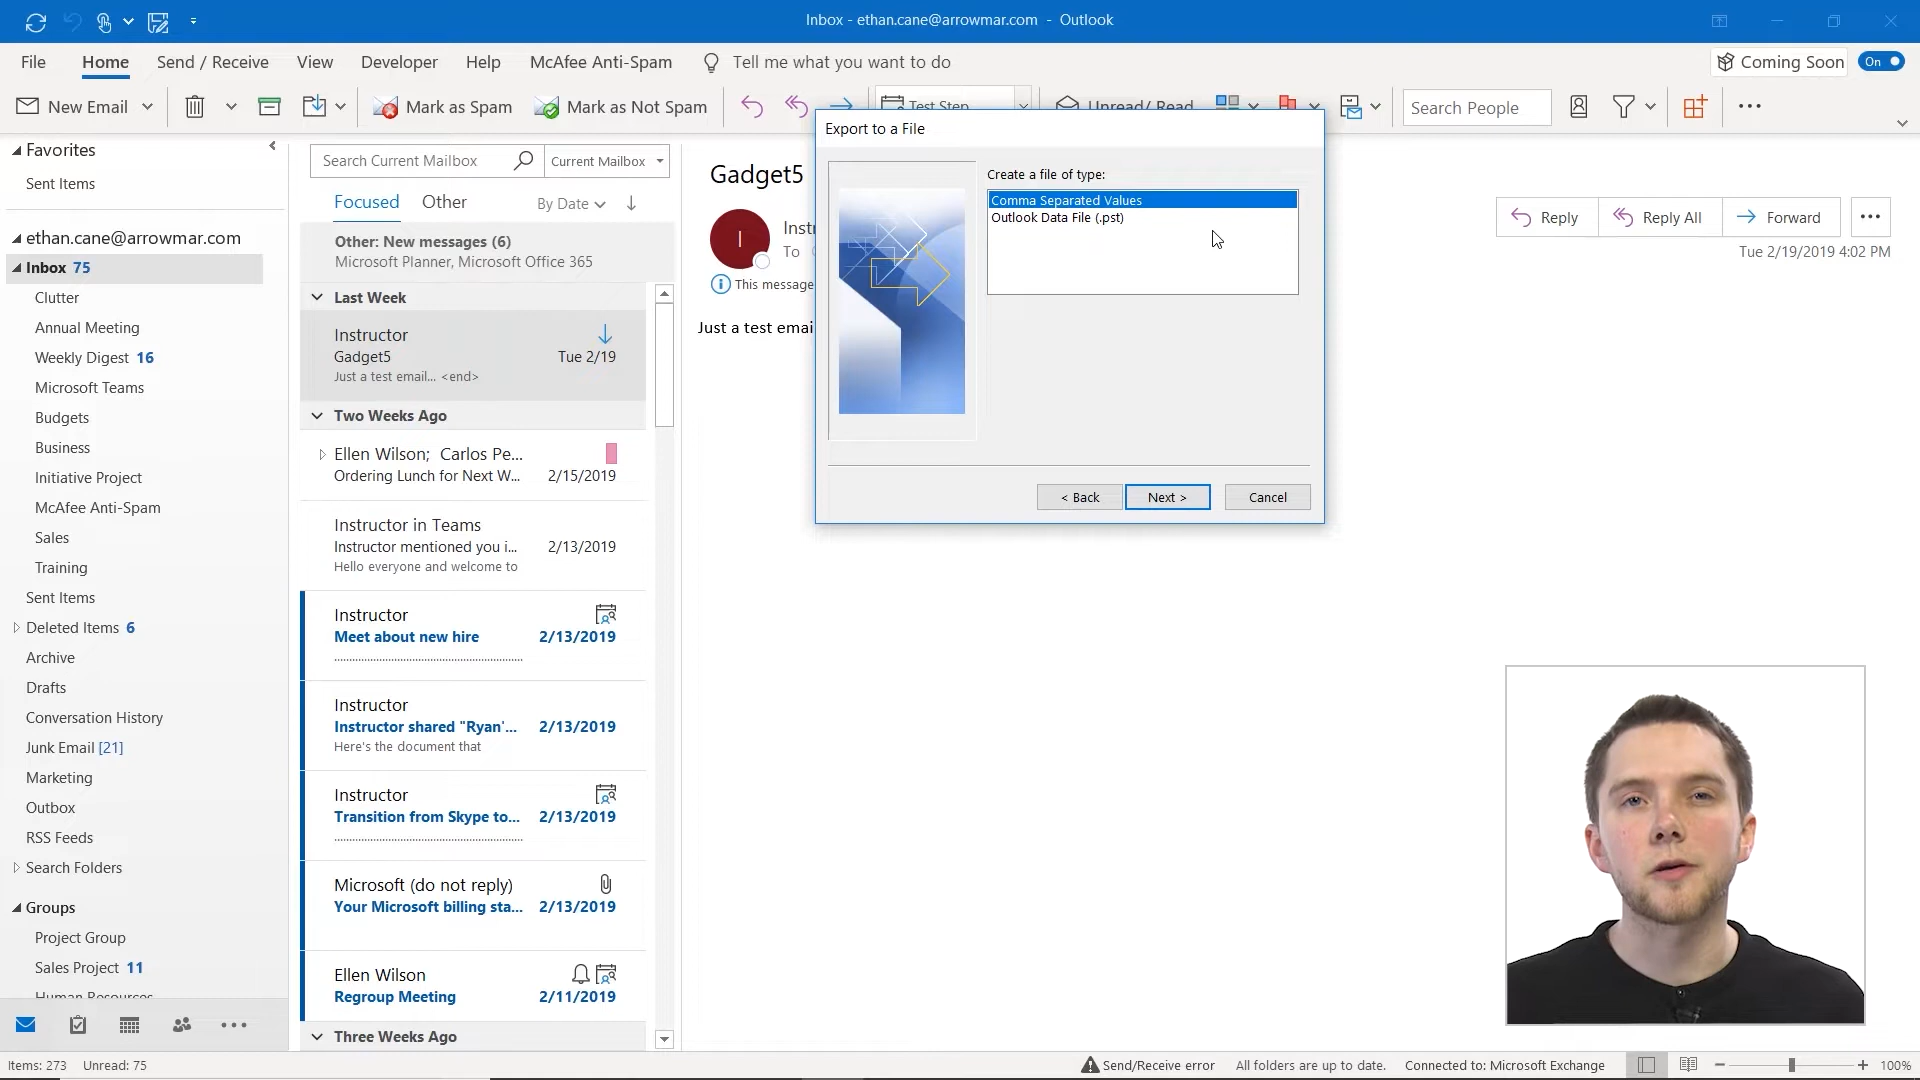 Inbox - ethan.cane@arrowmar.com - Outlook
File Home Send / Receive View Developer Help McAfee Anti-Spam Tell me what you want to do Coming Soon On
New Email Mark as Spam Mark as Not Spam Test Step Unread/ Read Search People
Favorites
Sent Items
ethan.cane@arrowmar.com
Inbox 75
Clutter
Annual Meeting
Weekly Digest 16
Microsoft Teams
Budgets
Business
Initiative Project
McAfee Anti-Spam
Sales
Training
Sent Items
Deleted Items 6
Archive
Drafts
Conversation History
Junk Email [21]
Marketing
Outbox
RSS Feeds
Search Folders
Groups
Project Group
Sales Project 11
Human Resources
Search Current Mailbox Current Mailbox
Focused Other By Date
Other: New messages (6)
Microsoft Planner, Microsoft Office 365
Last Week
Instructor
Gadget5 Tue 2/19
Just a test email... <end>
Two Weeks Ago
Ellen Wilson; Carlos Pe...
Ordering Lunch for Next W... 2/15/2019
Instructor in Teams
Instructor mentioned you i... 2/13/2019
Hello everyone and welcome to
Instructor
Meet about new hire 2/13/2019
Instructor
Instructor shared "Ryan'... 2/13/2019
Here's the document that
Instructor
Transition from Skype to... 2/13/2019
Microsoft (do not reply)
Your Microsoft billing sta... 2/13/2019
Ellen Wilson
Regroup Meeting 2/11/2019
Three Weeks Ago
Gadget5
I
Inst
To
This message
Just a test emai
Reply Reply All Forward
Tue 2/19/2019 4:02 PM
Export to a File
Create a file of type:
Comma Separated Values
Outlook Data File (.pst)
< Back Next > Cancel
Items: 273 Unread: 75 Send/Receive error All folders are up to date. Connected to: Microsoft Exchange 100%